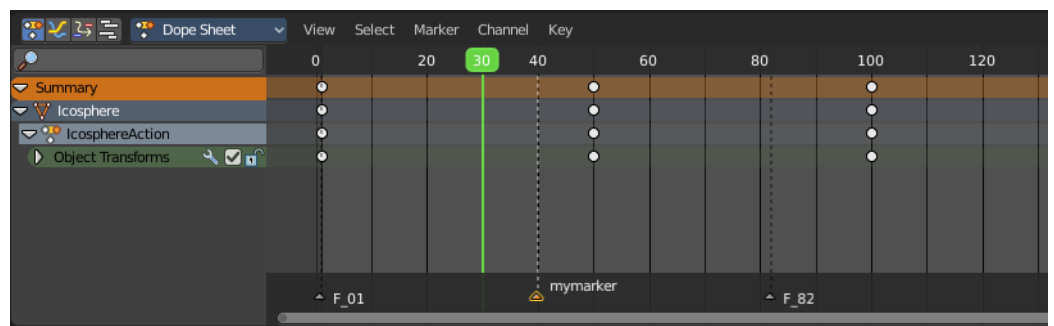 Dope Sheet View Select Marker Channel Key
0 20 30 40 60 80 100 120
Summary
Icosphere
IcosphereAction
Object Transforms
mymarker
F_01 F_82